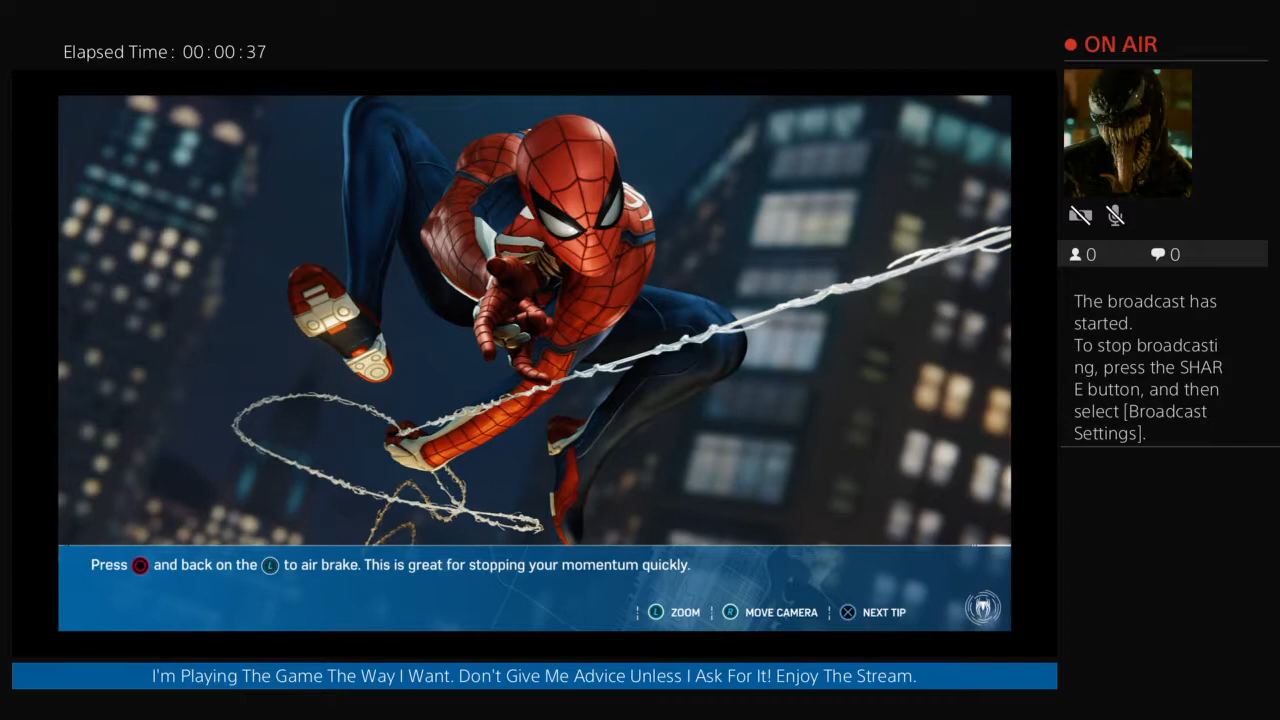 Elapsed Time: 00:00:37
ON AIR
0 0
The broadcast has
started.
To stop broadcasti
ng, press the SHAR
E button, and then
select [Broadcast
Settings].
Press and back on the L to air brake. This is great for stopping your momentum quickly.
L ZOOM R MOVE CAMERA NEXT TIP
I'm Playing The Game The Way I Want. Don't Give Me Advice Unless I Ask For It! Enjoy The Stream.